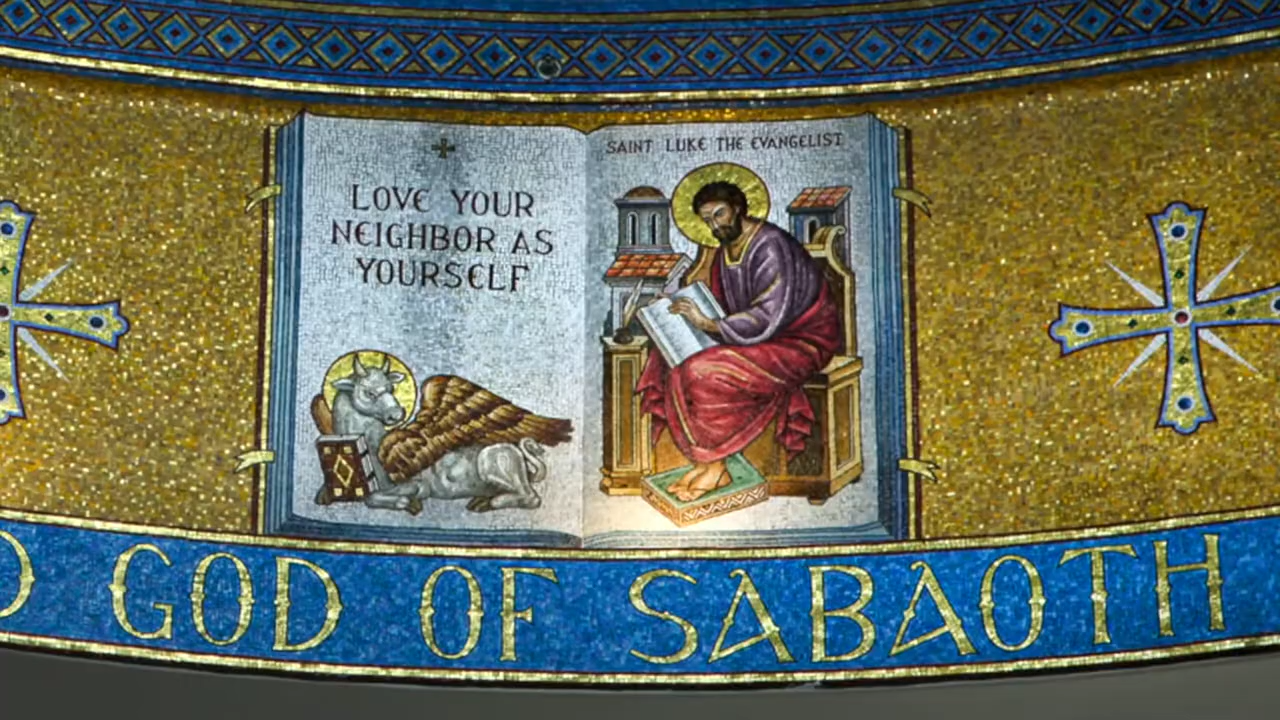 LOVE YOUR
NEIGHBOR AS
YOURSELF
SAINT LUKE THE EVANGELIST
GOD OF SABAOTH